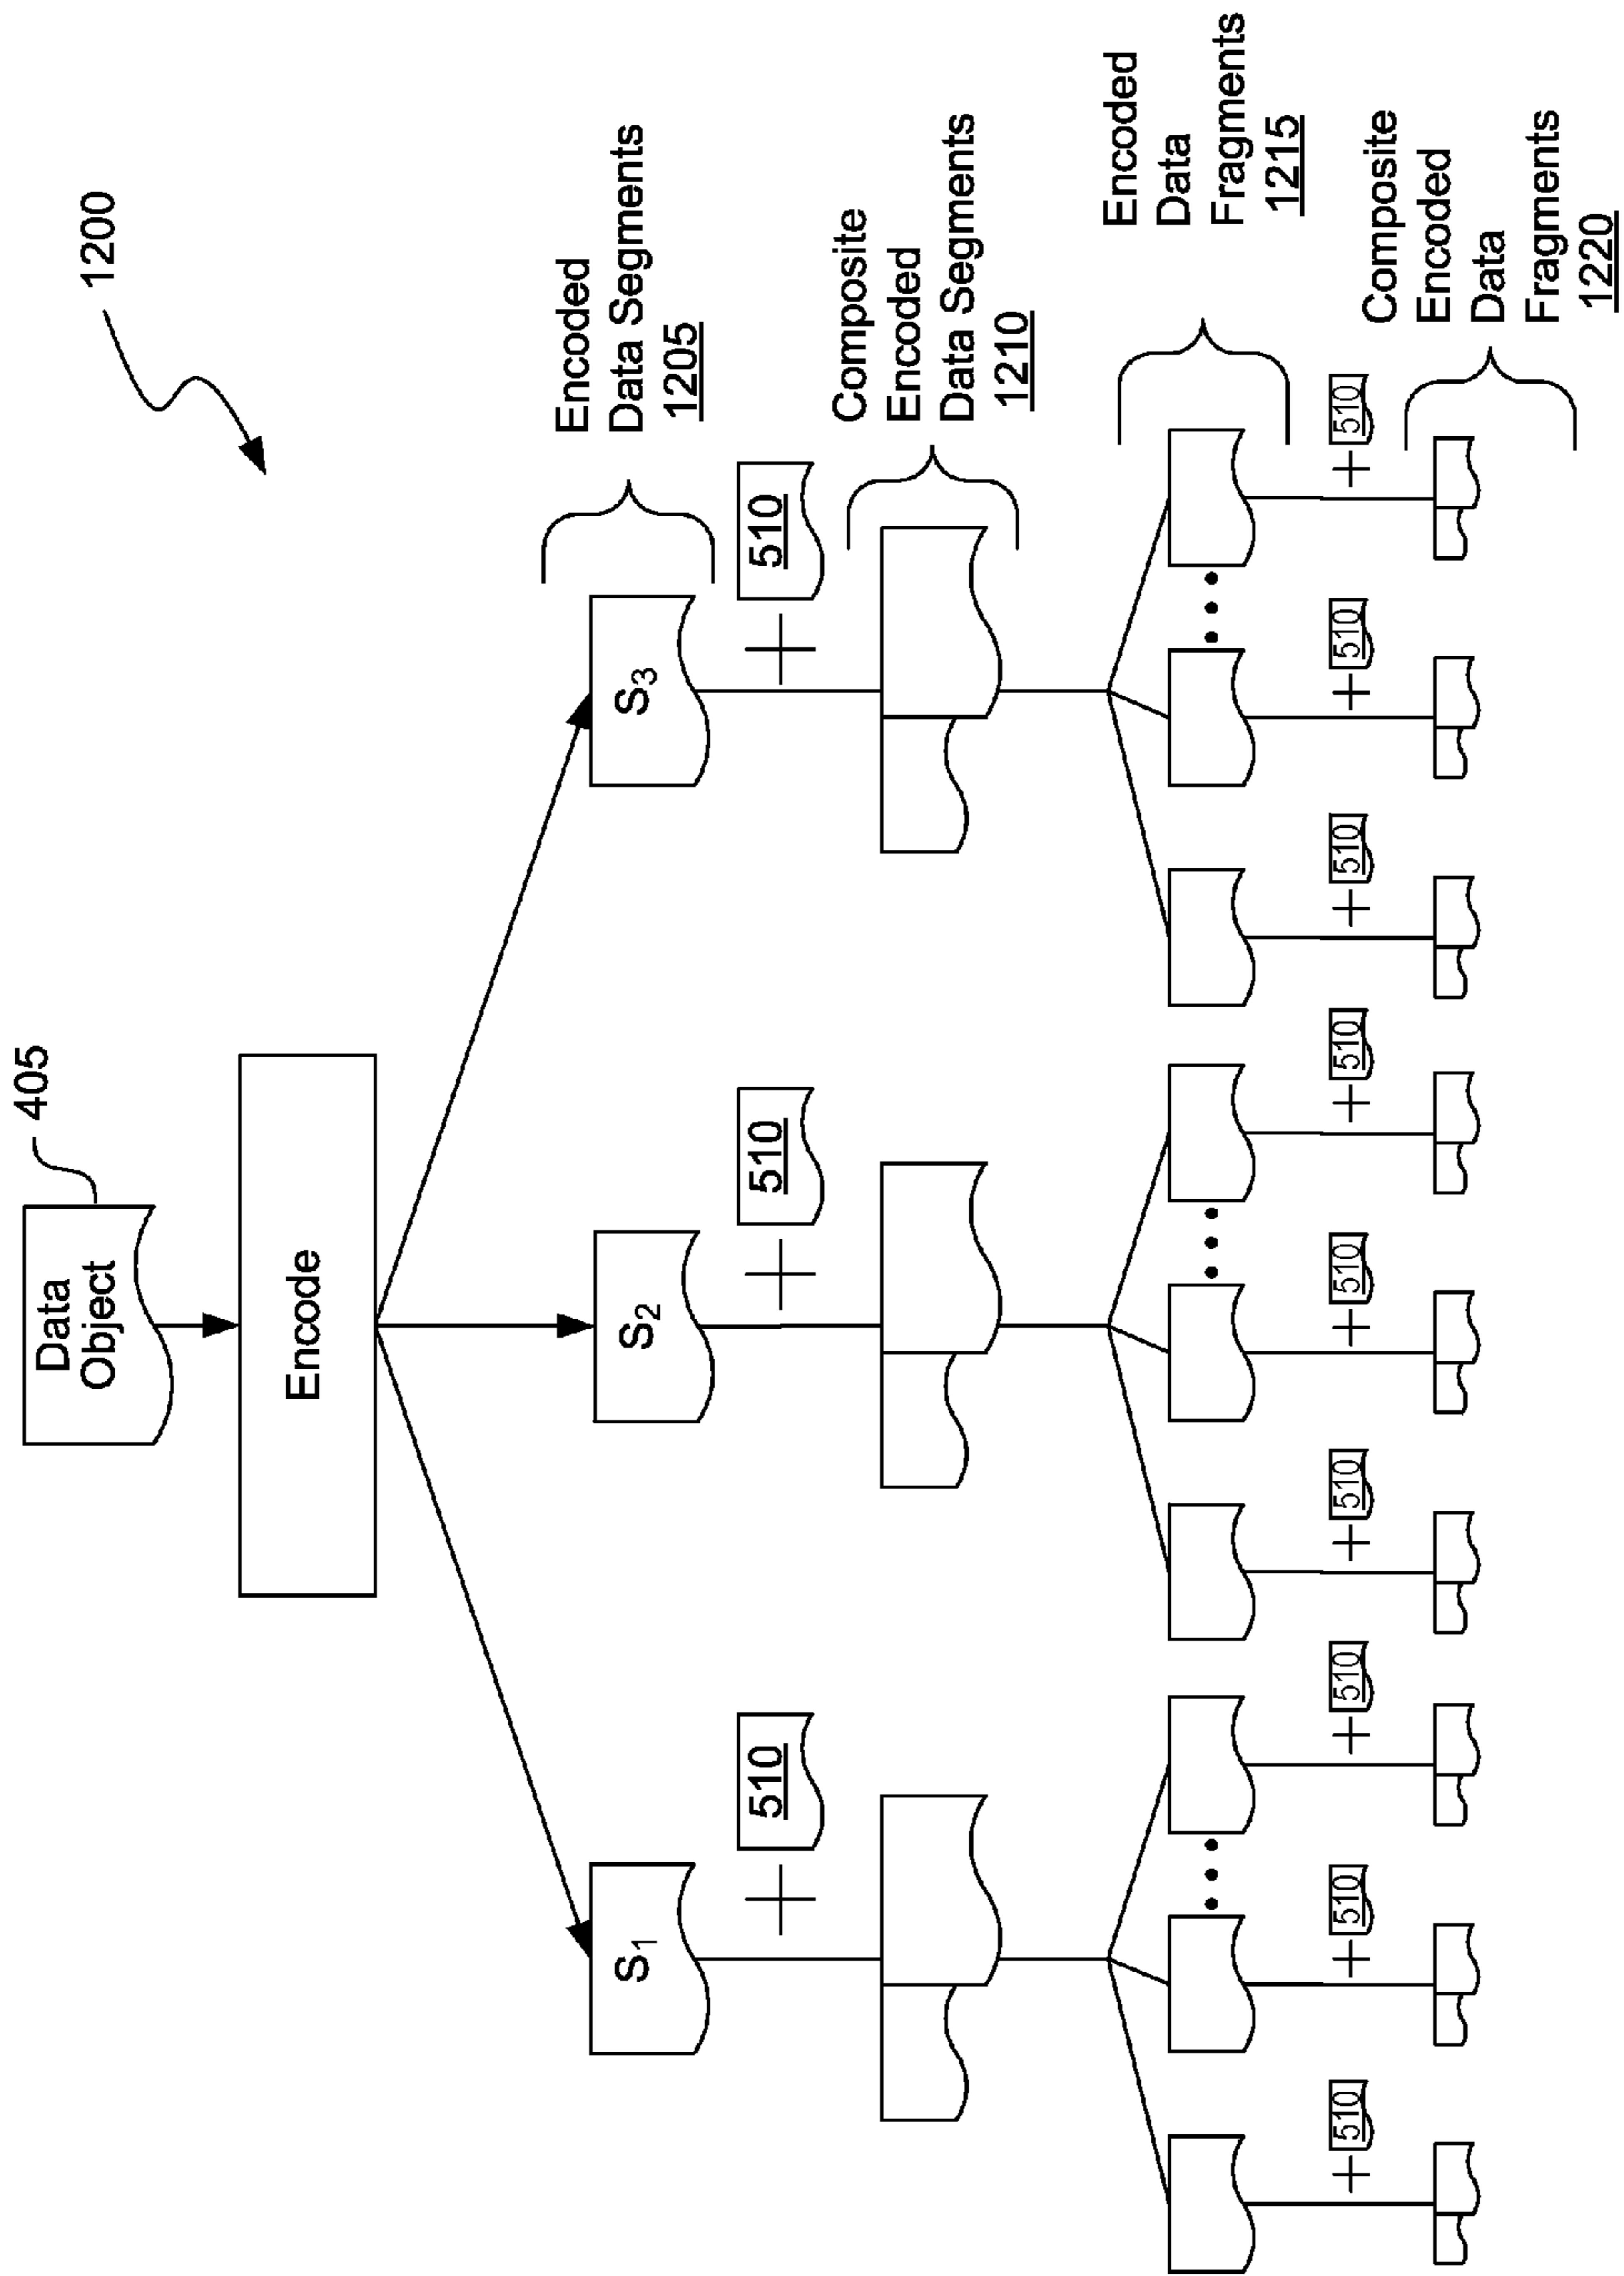 1200
Data
Object
405
Encode
S1
S2
S3
Encoded
Data Segments
1205
510
510
510
Composite
Encoded
Data Segments
1210
Encoded
Data
Fragments
1215
510
510
510
510
510
510
510
510
510
Composite
Encoded
Data
Fragments
1220